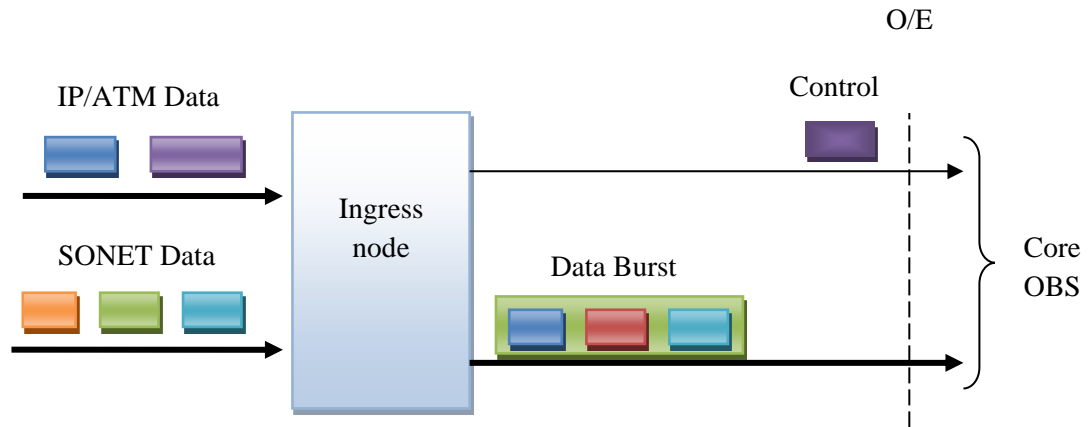 O/E
IP/ATM Data
Control
Ingress
node
SONET Data
Data Burst
Core
OBS